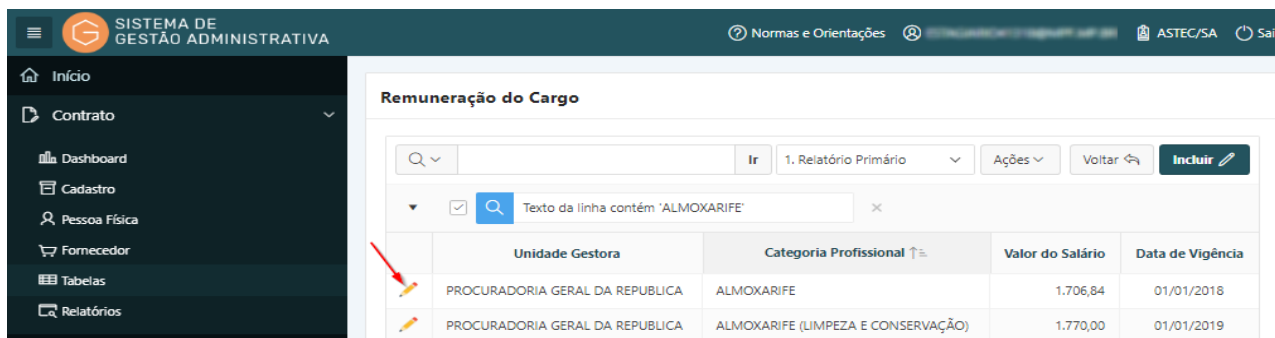 SISTEMA DE
GESTÃO ADMINISTRATIVA
Normas e Orientações ASTEC/SA Sai
Início
Contrato
Dashboard
Cadastro
Pessoa Física
Fornecedor
Tabelas
Relatórios
Remuneração do Cargo
Ir 1. Relatório Primário Ações Voltar Incluir
Texto da linha contém 'ALMOXARIFE'
Unidade Gestora Categoria Profissional Valor do Salário Data de Vigência
PROCURADORIA GERAL DA REPUBLICA ALMOXARIFE 1.706,84 01/01/2018
PROCURADORIA GERAL DA REPUBLICA ALMOXARIFE (LIMPEZA E CONSERVAÇÃO) 1.770,00 01/01/2019